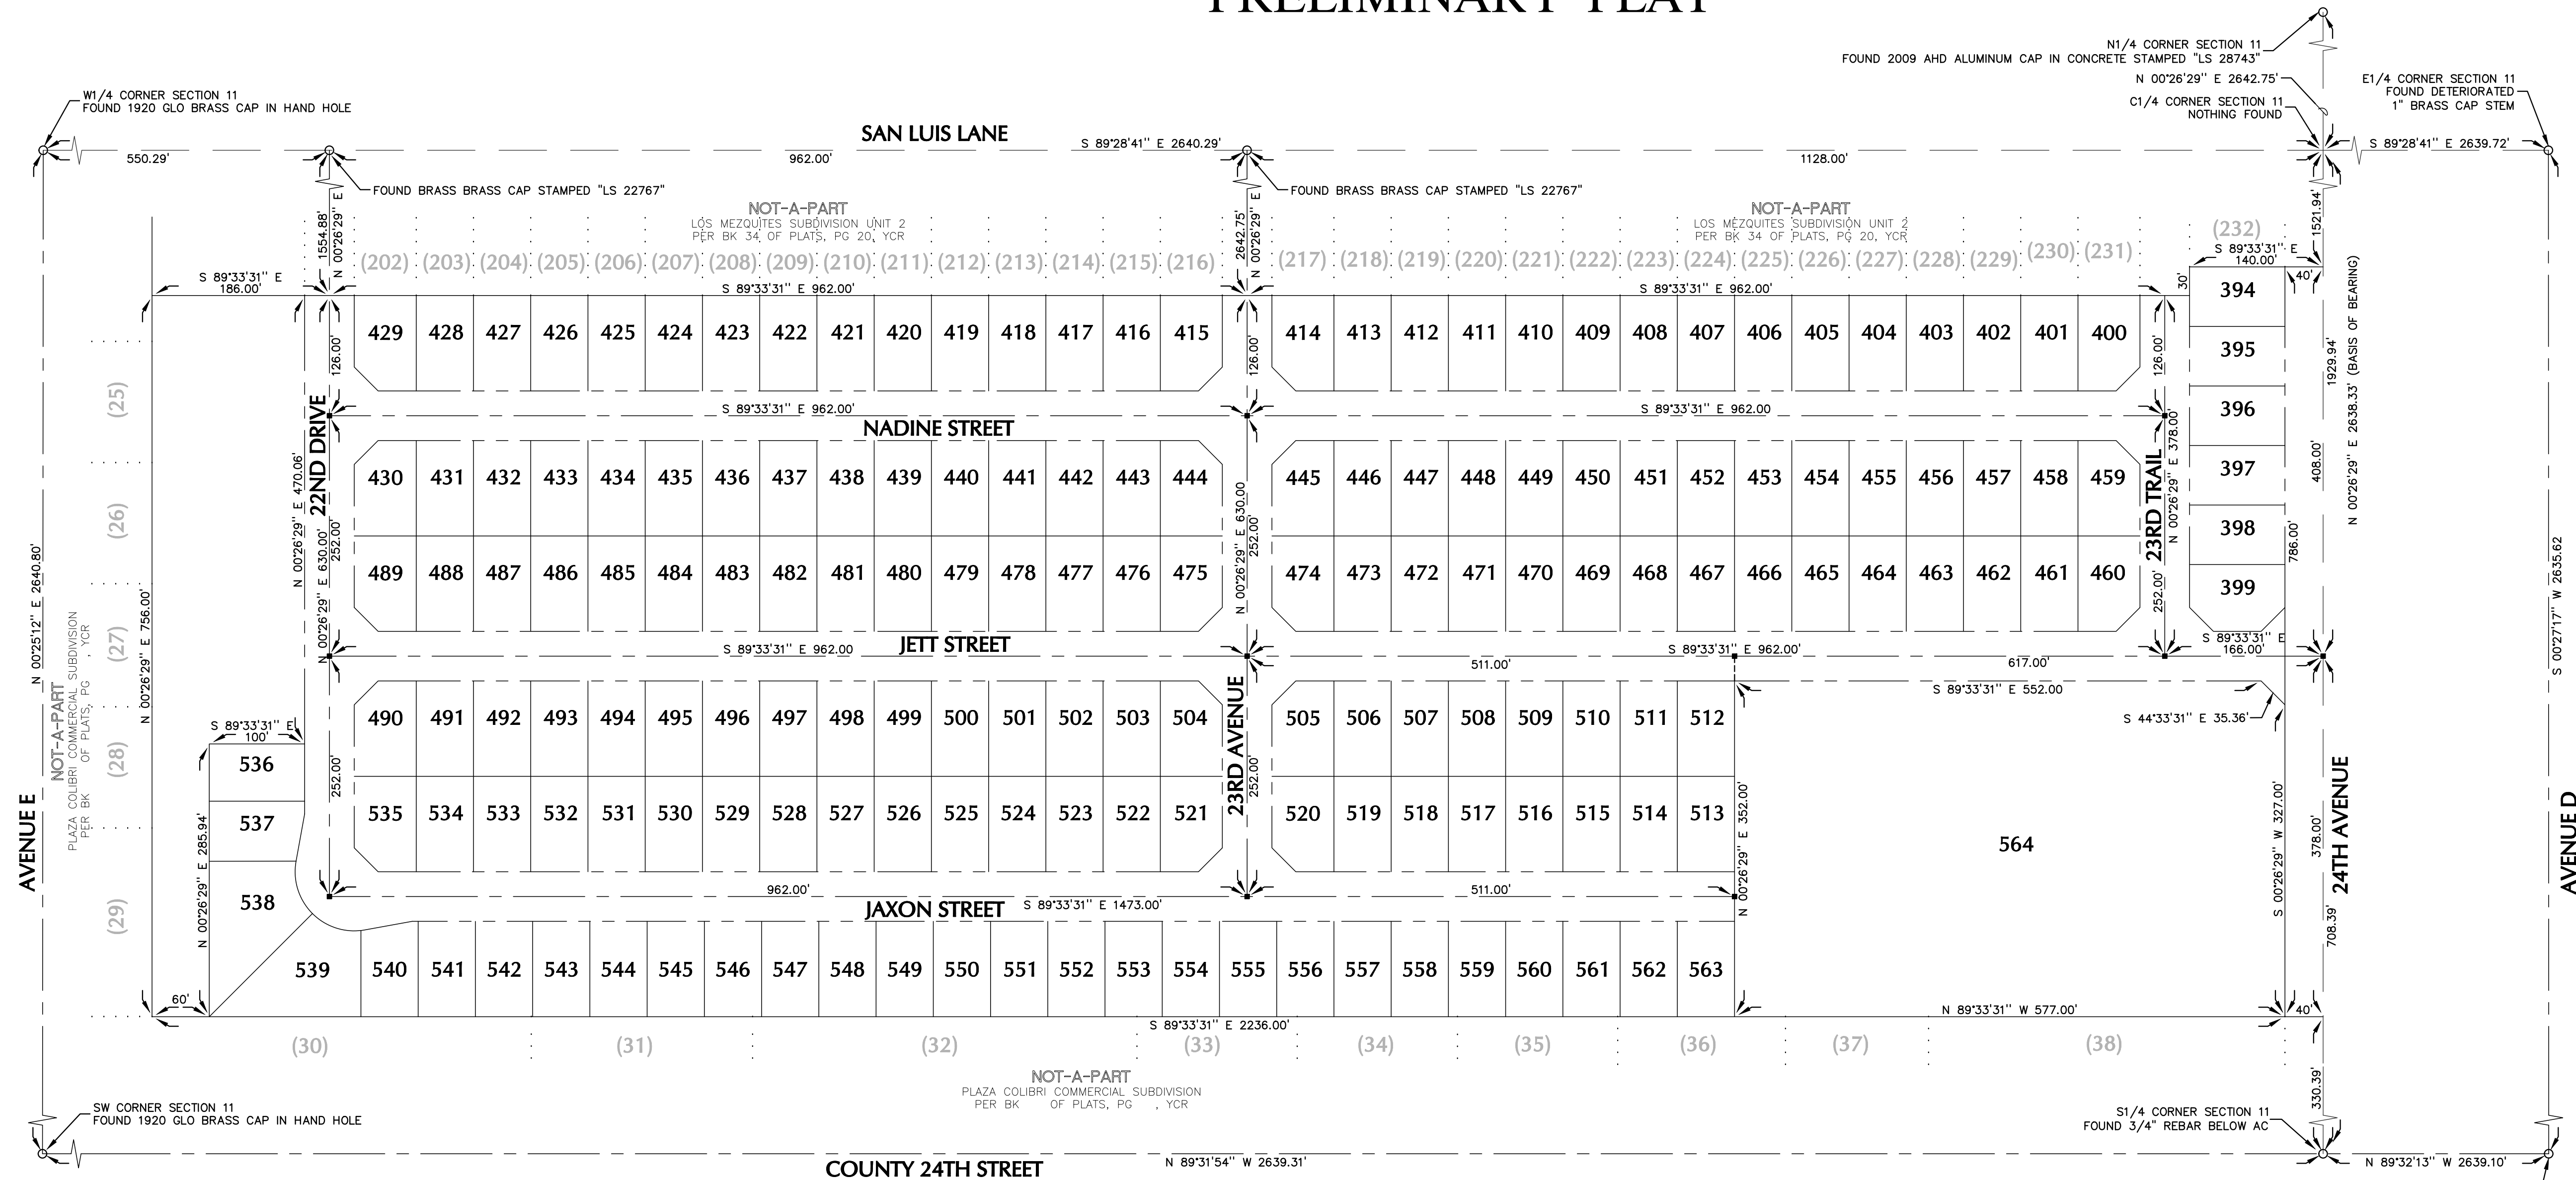 PRELIMINARY PLAT
N1/4 CORNER SECTION 11
FOUND 2009 AHD ALUMINUM CAP IN CONCRETE STAMPED "LS 28743"
N 00°26'29" E 2642.75'
C1/4 CORNER SECTION 11
NOTHING FOUND
E1/4 CORNER SECTION 11
FOUND DETERIORATED
1" BRASS CAP STEM
W1/4 CORNER SECTION 11
FOUND 1920 GLO BRASS CAP IN HAND HOLE
SAN LUIS LANE
S 89°28'41" E 2640.29'
S 89°28'41" E 2639.72'
550.29'
962.00'
1128.00'
FOUND BRASS BRASS CAP STAMPED "LS 22767"
FOUND BRASS BRASS CAP STAMPED "LS 22767"
1554.88'
N 00°26'29" E
2642.75'
N 00°26'29" E
1521.94'
NOT-A-PART
LOS MEZQUITES SUBDIVISION UNIT 2
PER BK 34 OF PLATS, PG 20, YCR
NOT-A-PART
LOS MEZQUITES SUBDIVISION UNIT 2
PER BK 34 OF PLATS, PG 20, YCR
(232)
(202) (203) (204) (205) (206) (207) (208) (209) (210) (211) (212) (213) (214) (215) (216)
(217) (218) (219) (220) (221) (222) (223) (224) (225) (226) (227) (228) (229) (230) (231)
S 89°33'31" E
140.00'
40'
30'
S 89°33'31" E
186.00'
S 89°33'31" E 962.00'
S 89°33'31" E 962.00'
429 428 427 426 425 424 423 422 421 420 419 418 417 416 415
414 413 412 411 410 409 408 407 406 405 404 403 402 401 400
394
395
396
397
398
399
126.00'
126.00'
126.00'
1929.94'
N 00°26'29" E 2638.33' (BASIS OF BEARING)
408.00'
786.00'
S 89°33'31" E 962.00'
S 89°33'31" E 962.00
NADINE STREET
22ND DRIVE
N 00°26'29" E 470.06'
N 00°26'29" E 630.00'
252.00'
N 00°26'29" E 630.00
252.00'
23RD TRAIL
N 00°26'29" E 378.00'
252.00'
430 431 432 433 434 435 436 437 438 439 440 441 442 443 444
445 446 447 448 449 450 451 452 453 454 455 456 457 458 459
489 488 487 486 485 484 483 482 481 480 479 478 477 476 475
474 473 472 471 470 469 468 467 466 465 464 463 462 461 460
(25)
(26)
(27)
(28)
(29)
AVENUE E
N 00°25'12" E 2640.80'
NOT-A-PART
PLAZA COLIBRI COMMERCIAL SUBDIVISION
PER BK OF PLATS, PG , YCR
N 00°26'29" E 756.00'
S 89°33'31" E 962.00
JETT STREET
S 89°33'31" E 962.00'
511.00'
617.00'
S 89°33'31" E
166.00'
S 89°33'31" E 552.00
S 44°33'31" E 35.36'
490 491 492 493 494 495 496 497 498 499 500 501 502 503 504
505 506 507 508 509 510 511 512
535 534 533 532 531 530 529 528 527 526 525 524 523 522 521
520 519 518 517 516 515 514 513
S 89°33'31" E
100'
536
537
538
252.00'
23RD AVENUE
252.00'
N 00°26'29" E 352.00'
564
S 00°26'29" W 327.00'
378.00'
24TH AVENUE
708.39'
S 00°27'17" W 2635.62
AVENUE D
N 00°26'29" E 285.94'
962.00'
511.00'
JAXON STREET
S 89°33'31" E 1473.00'
539 540 541 542 543 544 545 546 547 548 549 550 551 552 553 554 555 556 557 558 559 560 561 562 563
60'
S 89°33'31" E 2236.00'
N 89°33'31" W 577.00'
40'
(30) (31) (32) (33) (34) (35) (36) (37) (38)
NOT-A-PART
PLAZA COLIBRI COMMERCIAL SUBDIVISION
PER BK OF PLATS, PG , YCR
330.39'
SW CORNER SECTION 11
FOUND 1920 GLO BRASS CAP IN HAND HOLE
S1/4 CORNER SECTION 11
FOUND 3/4" REBAR BELOW AC
COUNTY 24TH STREET
N 89°31'54" W 2639.31'
N 89°32'13" W 2639.10'